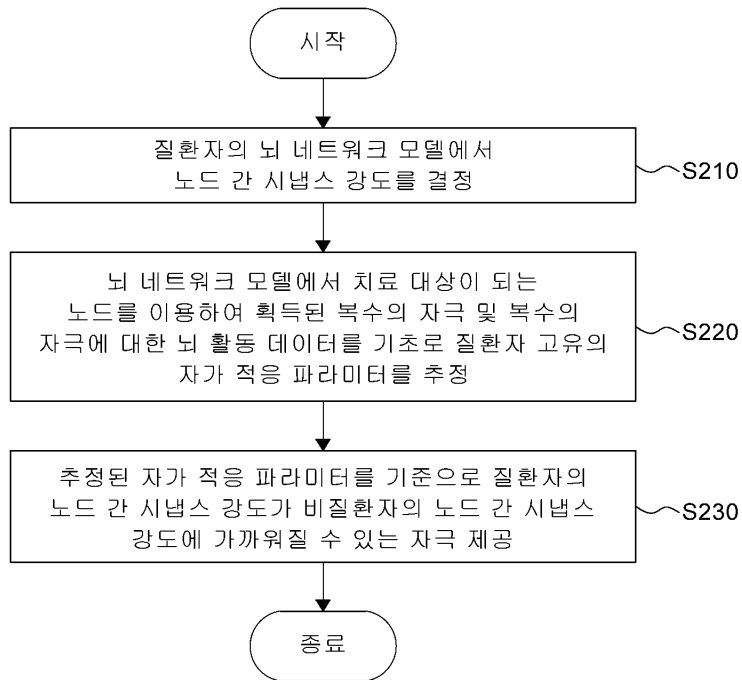 시작
질환자의 뇌 네트워크 모델에서
노드 간 시냅스 강도를 결정
S210
뇌 네트워크 모델에서 치료 대상이 되는
노드를 이용하여 획득된 복수의 자극 및 복수의
자극에 대한 뇌 활동 데이터를 기초로 질환자 고유의
자가 적응 파라미터를 추정
S220
추정된 자가 적응 파라미터를 기준으로 질환자의
노드 간 시냅스 강도가 비질환자의 노드 간 시냅스
강도에 가까워질 수 있는 자극 제공
S230
종료